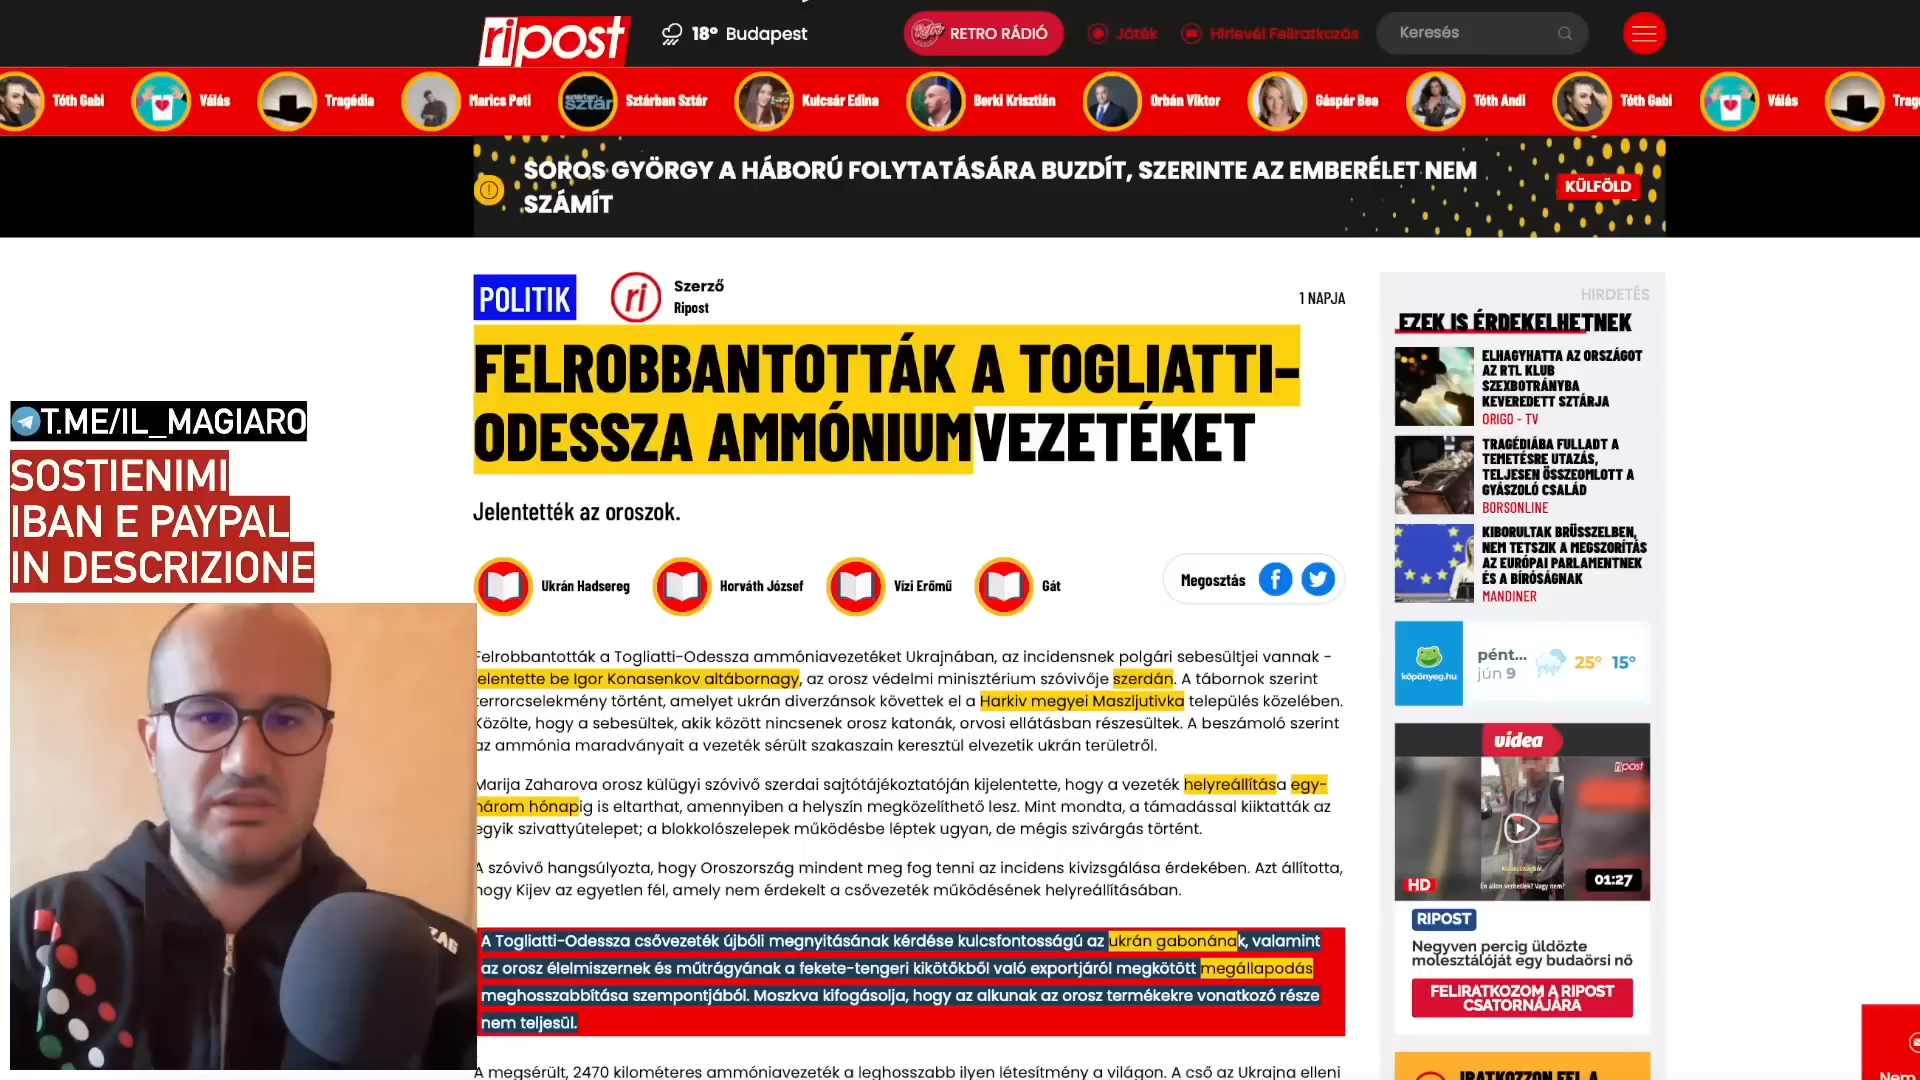 ripost
18° Budapest
RETRO RÁDIÓ
Játék
Hírlevél Feliratkozás
Keresés
Tóth Gabi
Válás
Tragédia
Marics Peti
Sztárban Sztár
Kulcsár Edina
Berki Krisztián
Orbán Viktor
Gáspár Bea
Tóth Andi
Tóth Gabi
Válás
SOROS GYÖRGY A HÁBORÚ FOLYTATÁSÁRA BUZDÍT, SZERINTE AZ EMBERÉLET NEM
SZÁMÍT
KÜLFÖLD
POLITIK
ri
Szerző
Ripost
1 NAPJA
FELROBBANTOTTÁK A TOGLIATTI-
ODESSZA AMMÓNIUMVEZETÉKET
Jelentették az oroszok.
Ukrán Hadsereg
Horváth József
Vízi Erőmű
Gát
Megosztás
Felrobbantották a Togliatti-Odessza ammóniavezetéket Ukrajnában, az incidensnek polgári sebesültjei vannak -
jelentette be Igor Konasenkov altábornagy, az orosz védelmi minisztérium szóvivője szerdán. A tábornok szerint
terrorcselekmény történt, amelyet ukrán diverzánsok követtek el a Harkiv megyei Maszljutivka település közelében.
Közölte, hogy a sebesültek, akik között nincsenek orosz katonák, orvosi ellátásban részesültek. A beszámoló szerint
az ammónia maradványait a vezeték sérült szakaszain keresztül elvezetik ukrán területről.
Marija Zaharova orosz külügyi szóvivő szerdai sajtótájékoztatóján kijelentette, hogy a vezeték helyreállítása egy-
három hónapig is eltarthat, amennyiben a helyszín megközelíthető lesz. Mint mondta, a támadással kiiktatták az
egyik szivattyútelepet; a blokkolószelepek működésbe léptek ugyan, de mégis szivárgás történt.
A szóvivő hangsúlyozta, hogy Oroszország mindent meg fog tenni az incidens kivizsgálása érdekében. Azt állította,
hogy Kijev az egyetlen fél, amely nem érdekelt a csővezeték működésének helyreállításában.
A Togliatti-Odessza csővezeték újbóli megnyitásának kérdése kulcsfontosságú az ukrán gabonának, valamint
az orosz élelmiszernek és műtrágyának a fekete-tengeri kikötőkből való exportjáról megkötött megállapodás
meghosszabbítása szempontjából. Moszkva kifogásolja, hogy az alkunak az orosz termékekre vonatkozó része
nem teljesül.
A megsérült, 2470 kilométeres ammóniavezeték a leghosszabb ilyen létesítmény a világon. A cső az Ukrajna elleni
HIRDETÉS
EZEK IS ÉRDEKELHETNEK
ELHAGYHATTA AZ ORSZÁGOT
AZ RTL KLUB
SZEXBOTRÁNYBA
KEVEREDETT SZTÁRJA
ORIGO - TV
TRAGÉDIÁBA FULLADT A
TEMETÉSRE UTAZÁS,
TELJESEN ÖSSZEOMLOTT A
GYÁSZOLÓ CSALÁD
BORSONLINE
KIBORULTAK BRÜSSZELBEN,
NEM TETSZIK A MEGSZORÍTÁS
AZ EURÓPAI PARLAMENTNEK
ÉS A BÍRÓSÁGNAK
MANDINER
köpönyeg.hu
pént...
jún 9
25° 15°
videa
ripost
HD
01:27
RIPOST
Negyven percig üldözte
molesztálóját egy budaörsi nő
FELIRATKOZOM A RIPOST
CSATORNÁJÁRA
IRATKOZZON FEL A
Nem
T.ME/IL_MAGIARO
SOSTIENIMI
IBAN E PAYPAL
IN DESCRIZIONE